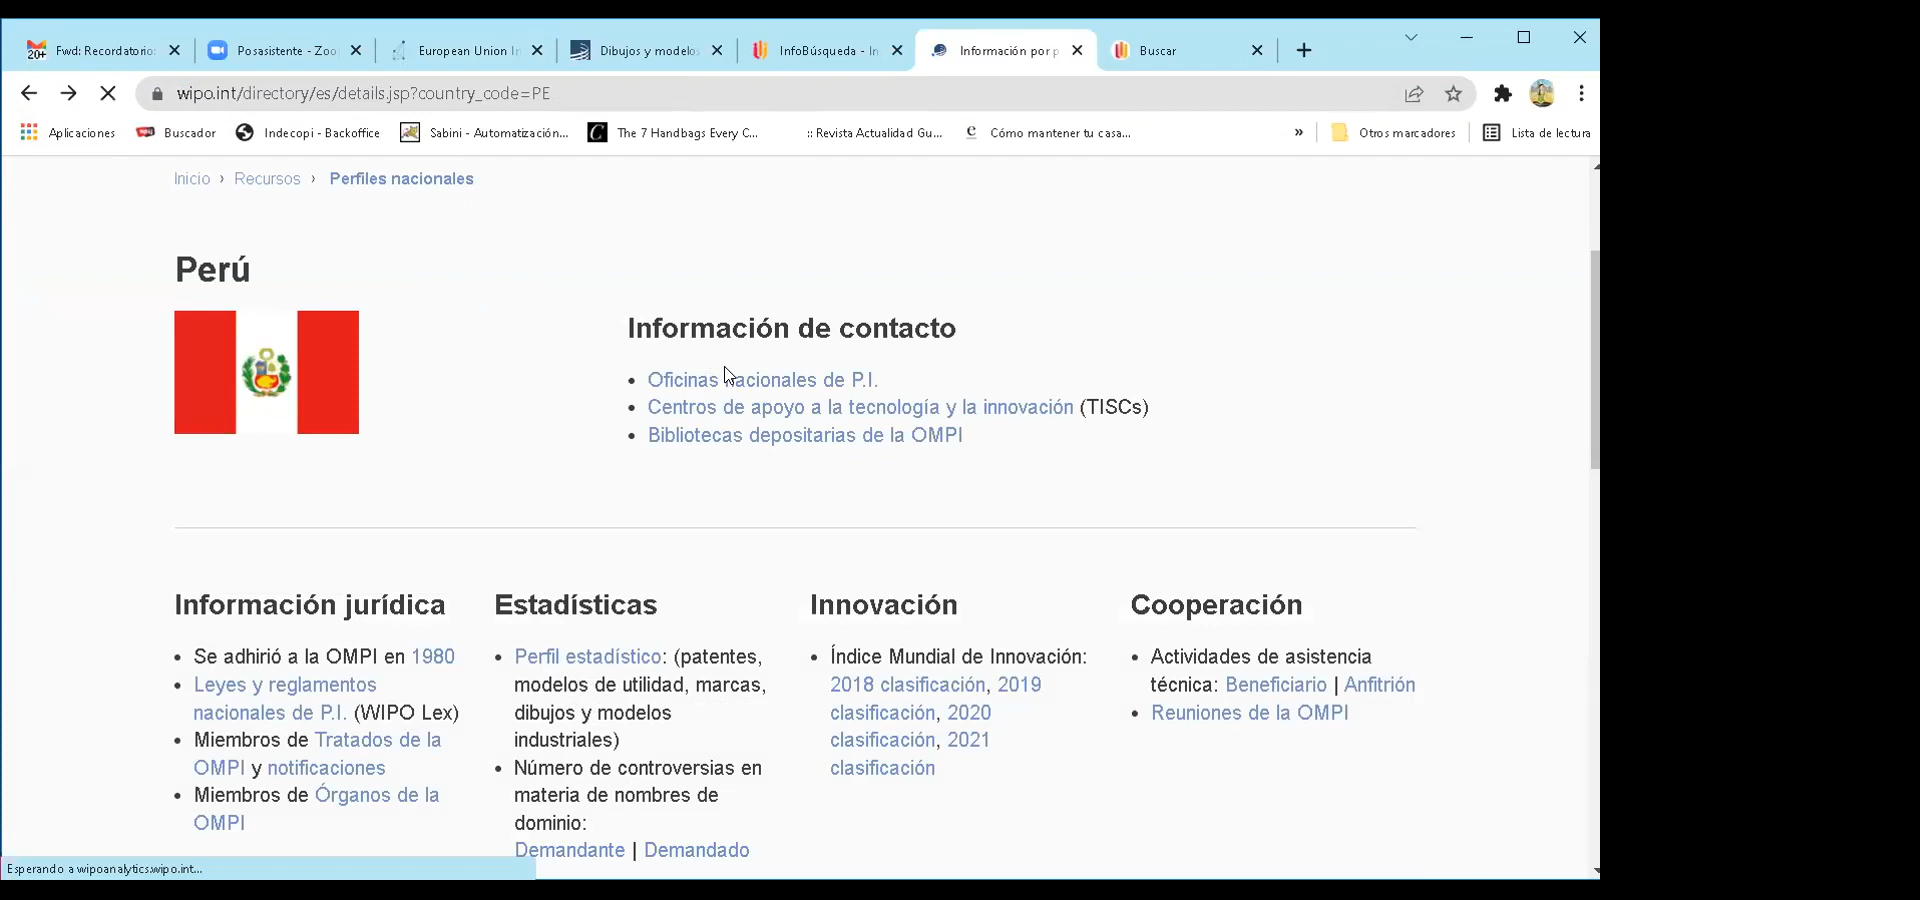 20+ Fwd: Recordatorio: Posasistente - Zoo European Union In Dibujos y modelos InfoBúsqueda - In Información por p Buscar
wipo.int/directory/es/details.jsp?country_code=PE
Aplicaciones Buscador Indecopi - Backoffice Sabini - Automatización... The 7 Handbags Every C... :: Revista Actualidad Gu... Cómo mantener tu casa... » Otros marcadores Lista de lectura
Inicio › Recursos › Perfiles nacionales
Perú
Información de contacto
Oficinas nacionales de P.I.
Centros de apoyo a la tecnología y la innovación (TISCs)
Bibliotecas depositarias de la OMPI
Información jurídica
Se adhirió a la OMPI en 1980
Leyes y reglamentos
nacionales de P.I. (WIPO Lex)
Miembros de Tratados de la
OMPI y notificaciones
Miembros de Órganos de la
OMPI
Estadísticas
Perfil estadístico: (patentes,
modelos de utilidad, marcas,
dibujos y modelos
industriales)
Número de controversias en
materia de nombres de
dominio:
Demandante | Demandado
Innovación
Índice Mundial de Innovación:
2018 clasificación, 2019
clasificación, 2020
clasificación, 2021
clasificación
Cooperación
Actividades de asistencia
técnica: Beneficiario | Anfitrión
Reuniones de la OMPI
Esperando a wipoanalytics.wipo.int...